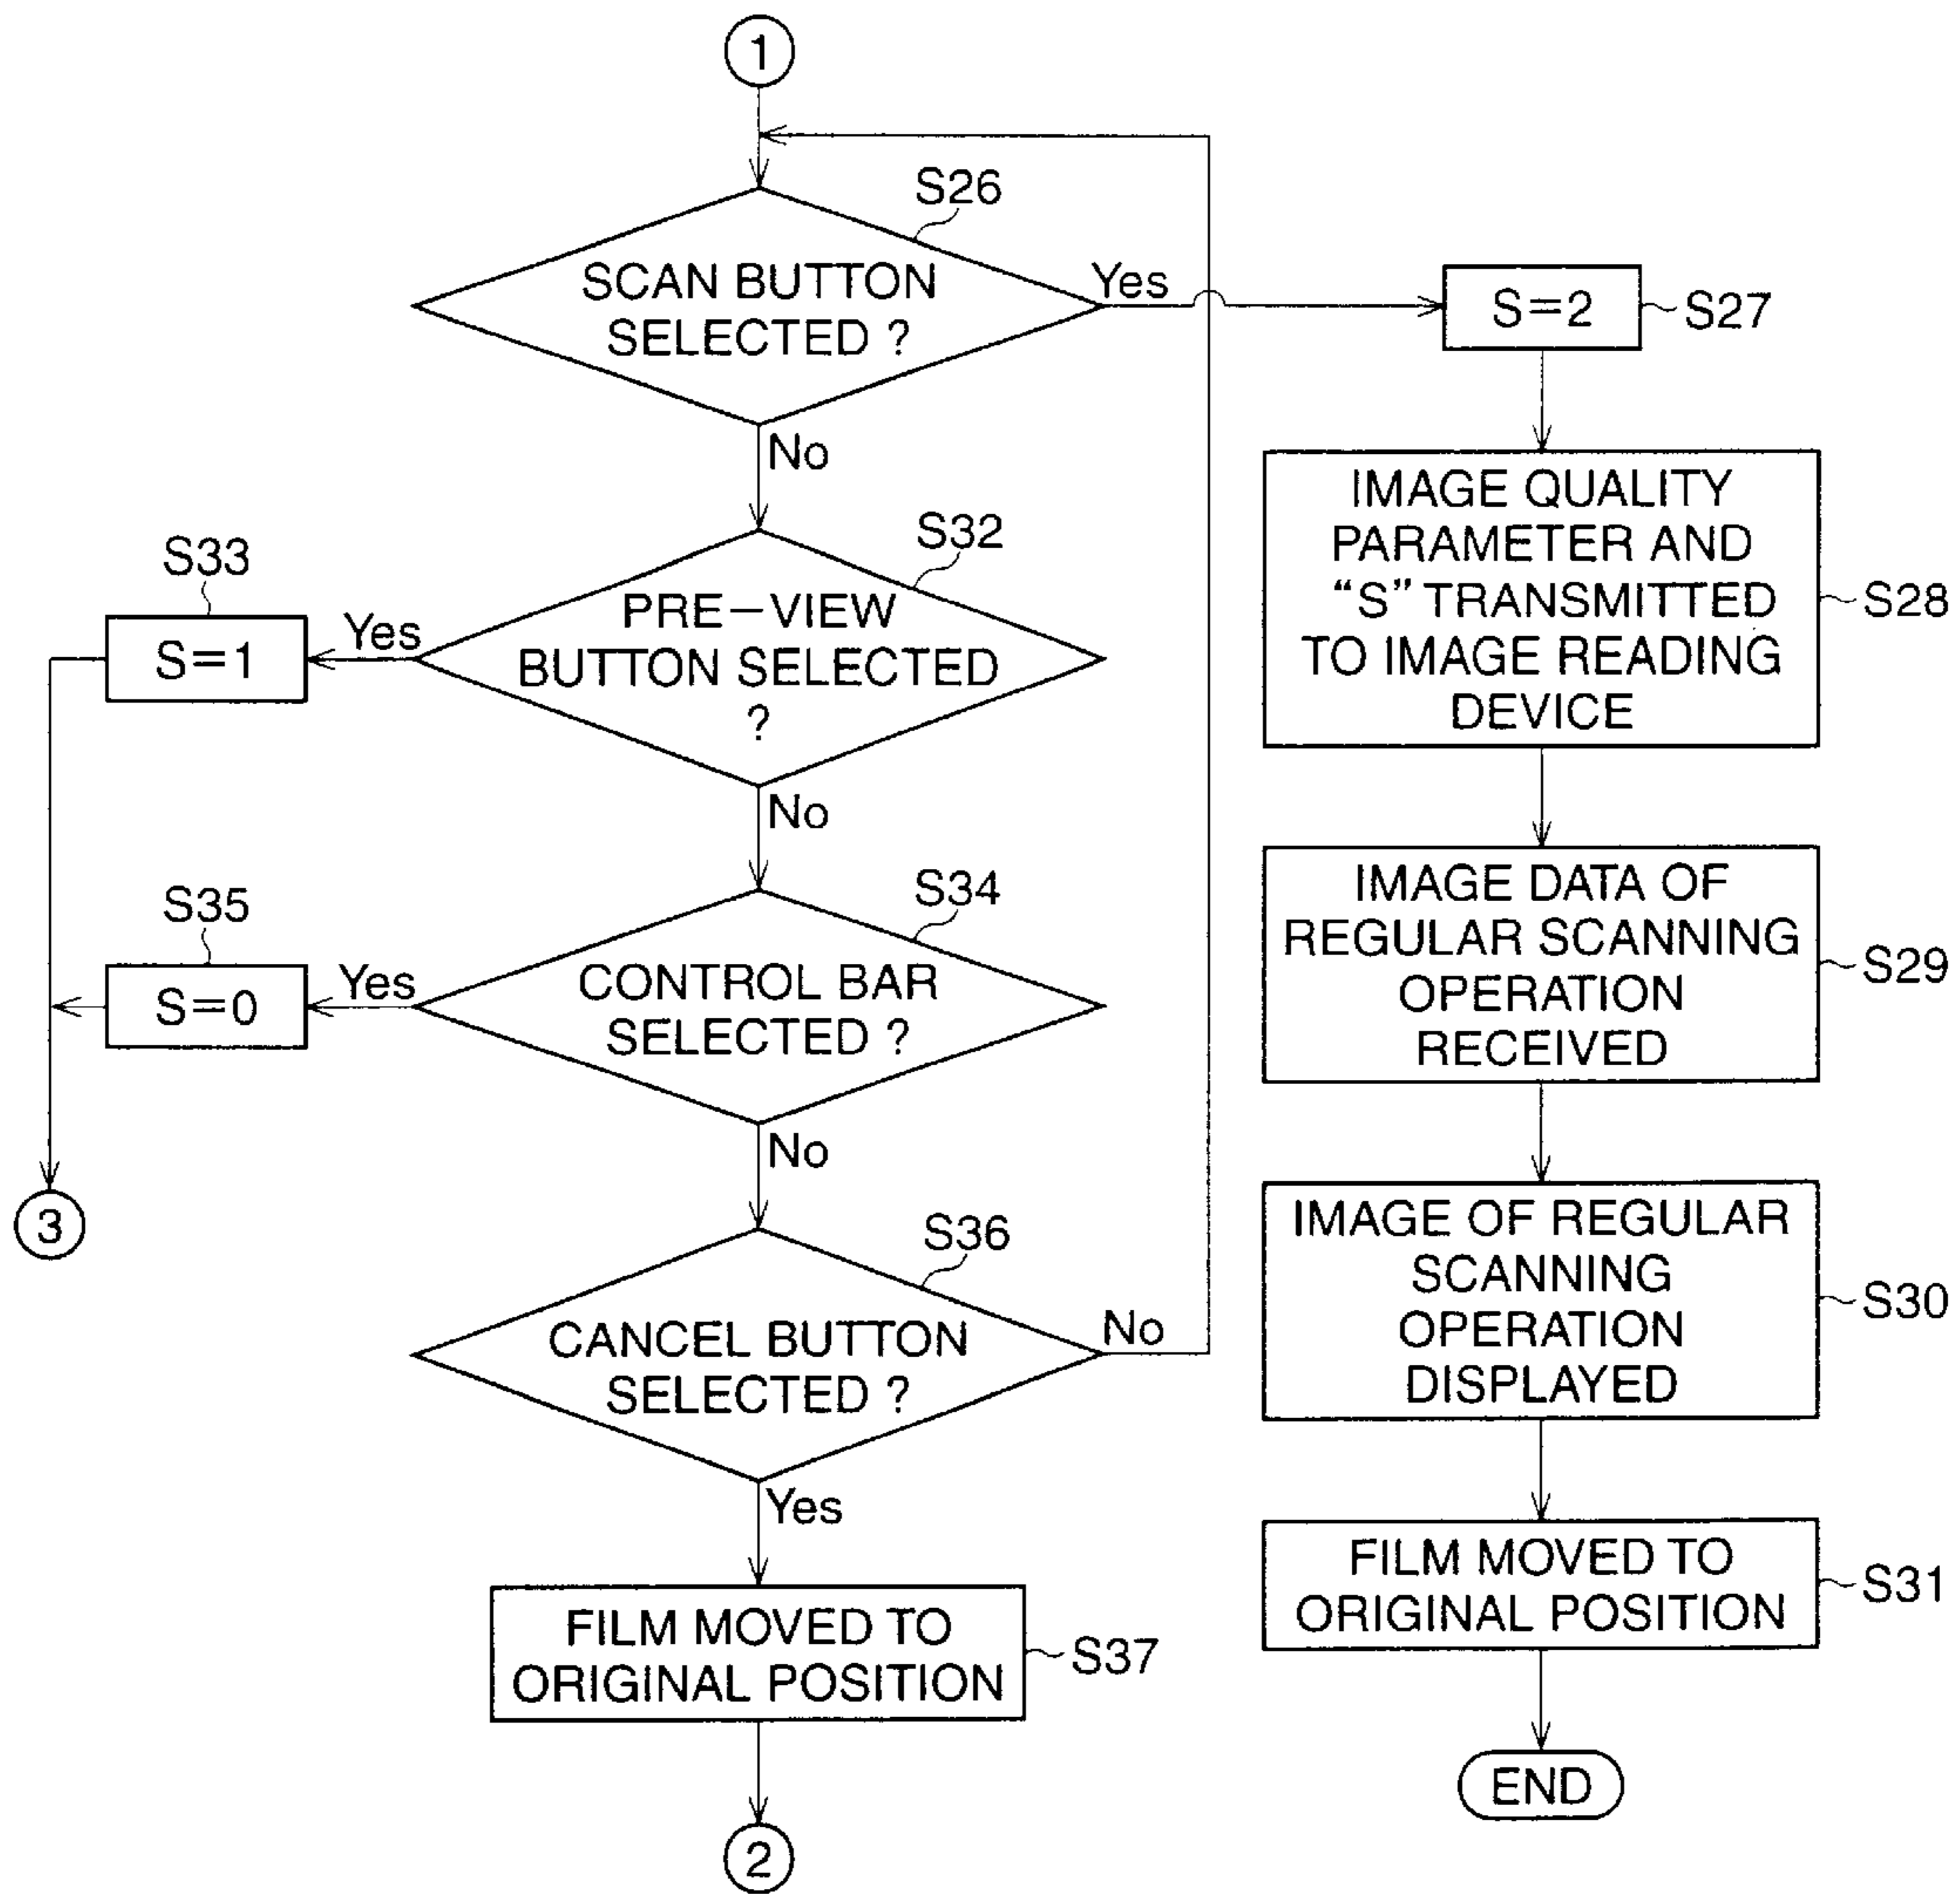 1
S26
SCAN BUTTON
SELECTED ?
Yes
No
S=2
S27
IMAGE QUALITY
PARAMETER AND
“S” TRANSMITTED
TO IMAGE READING
DEVICE
S28
S32
PRE–VIEW
BUTTON SELECTED
?
Yes
No
S33
S=1
IMAGE DATA OF
REGULAR SCANNING
OPERATION
RECEIVED
S29
S34
CONTROL BAR
SELECTED ?
Yes
No
S35
S=0
3
IMAGE OF REGULAR
SCANNING
OPERATION
DISPLAYED
S30
S36
CANCEL BUTTON
SELECTED ?
No
Yes
FILM MOVED TO
ORIGINAL POSITION
S37
2
FILM MOVED TO
ORIGINAL POSITION
S31
END